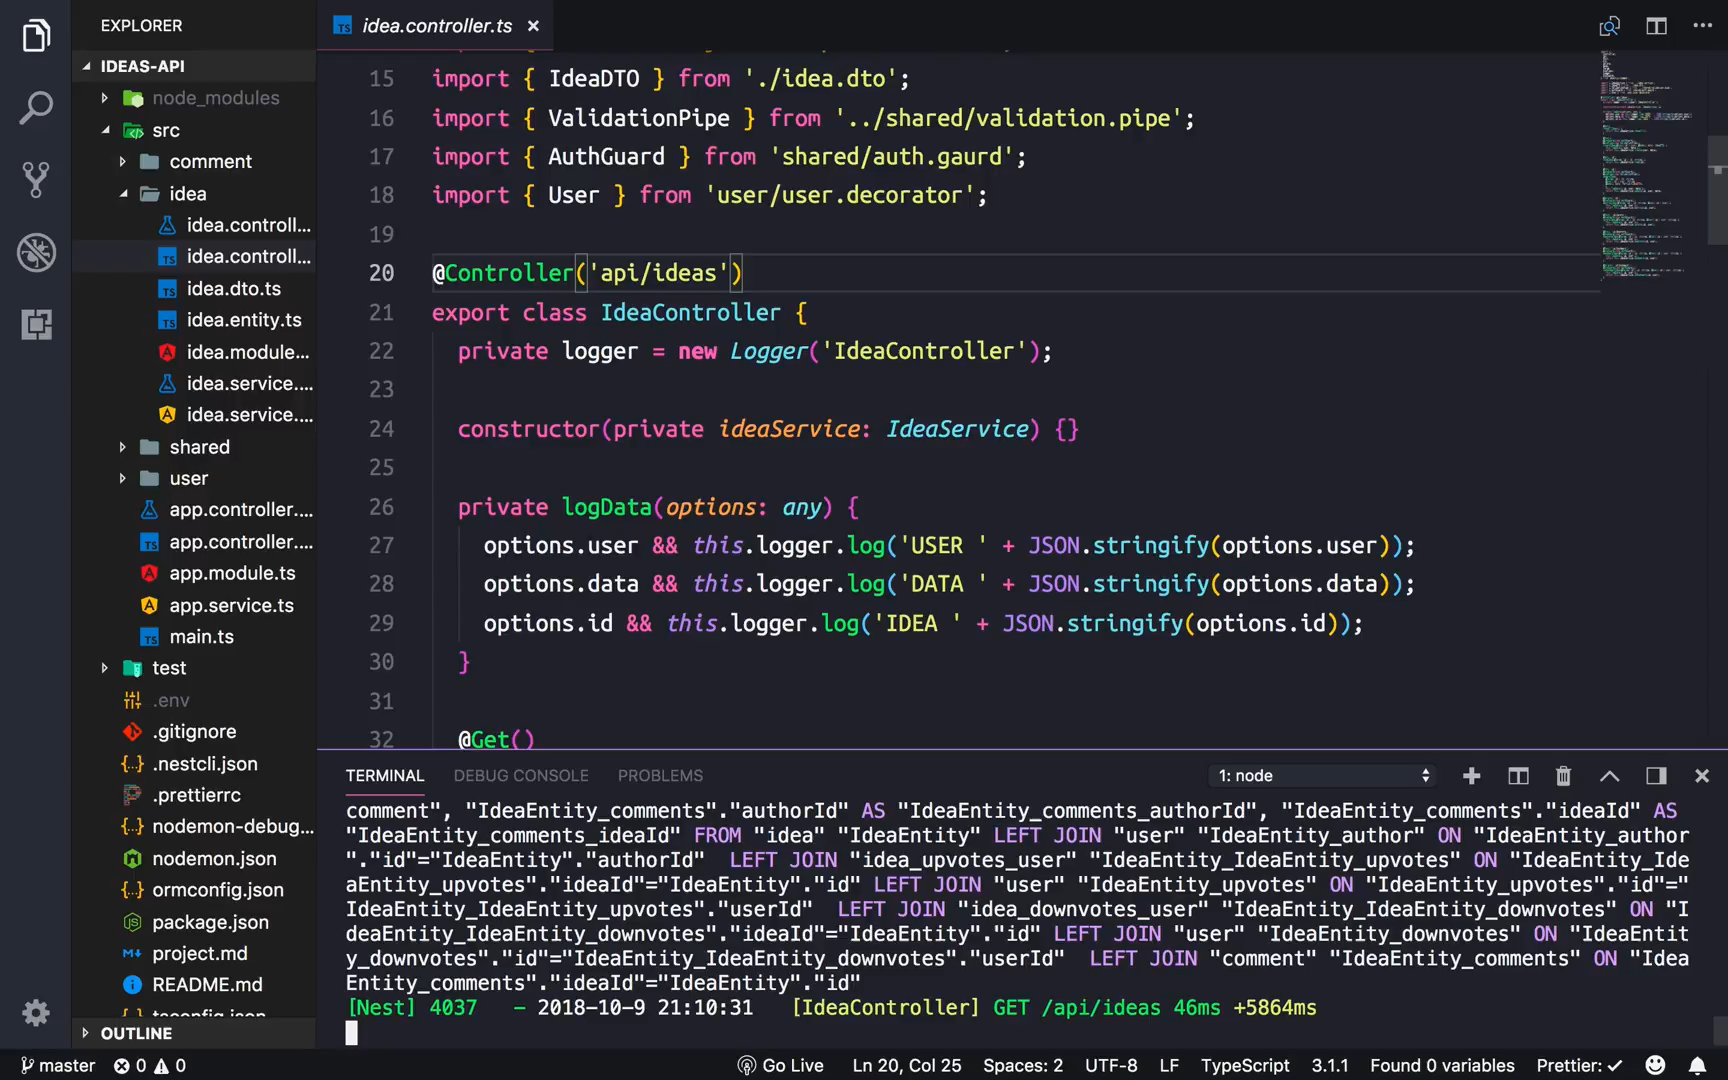 EXPLORER
IDEAS-API
node_modules
src
comment
idea
idea.controll...
idea.controll...
idea.dto.ts
idea.entity.ts
idea.module...
idea.service....
idea.service....
shared
user
app.controller....
app.controller....
app.module.ts
app.service.ts
main.ts
test
.env
.gitignore
.nestcli.json
.prettierrc
nodemon-debug...
nodemon.json
ormconfig.json
package.json
project.md
README.md
tsconfig.json
OUTLINE
idea.controller.ts
15 import { IdeaDTO } from './idea.dto';
16 import { ValidationPipe } from '../shared/validation.pipe';
17 import { AuthGuard } from 'shared/auth.gaurd';
18 import { User } from 'user/user.decorator';
19
20 @Controller('api/ideas')
21 export class IdeaController {
22 private logger = new Logger('IdeaController');
23
24 constructor(private ideaService: IdeaService) {}
25
26 private logData(options: any) {
27 options.user && this.logger.log('USER ' + JSON.stringify(options.user));
28 options.data && this.logger.log('DATA ' + JSON.stringify(options.data));
29 options.id && this.logger.log('IDEA ' + JSON.stringify(options.id));
30 }
31
32 @Get()
TERMINAL DEBUG CONSOLE PROBLEMS 1: node
comment", "IdeaEntity_comments"."authorId" AS "IdeaEntity_comments_authorId", "IdeaEntity_comments"."ideaId" AS
"IdeaEntity_comments_ideaId" FROM "idea" "IdeaEntity" LEFT JOIN "user" "IdeaEntity_author" ON "IdeaEntity_author
"."id"="IdeaEntity"."authorId"  LEFT JOIN "idea_upvotes_user" "IdeaEntity_IdeaEntity_upvotes" ON "IdeaEntity_Ide
aEntity_upvotes"."ideaId"="IdeaEntity"."id" LEFT JOIN "user" "IdeaEntity_upvotes" ON "IdeaEntity_upvotes"."id"="
IdeaEntity_IdeaEntity_upvotes"."userId"  LEFT JOIN "idea_downvotes_user" "IdeaEntity_IdeaEntity_downvotes" ON "I
deaEntity_IdeaEntity_downvotes"."ideaId"="IdeaEntity"."id" LEFT JOIN "user" "IdeaEntity_downvotes" ON "IdeaEntit
y_downvotes"."id"="IdeaEntity_IdeaEntity_downvotes"."userId"  LEFT JOIN "comment" "IdeaEntity_comments" ON "Idea
Entity_comments"."ideaId"="IdeaEntity"."id"
[Nest] 4037   - 2018-10-9 21:10:31   [IdeaController] GET /api/ideas 46ms +5864ms
master 0 0 Go Live Ln 20, Col 25 Spaces: 2 UTF-8 LF TypeScript 3.1.1 Found 0 variables Prettier: ✓